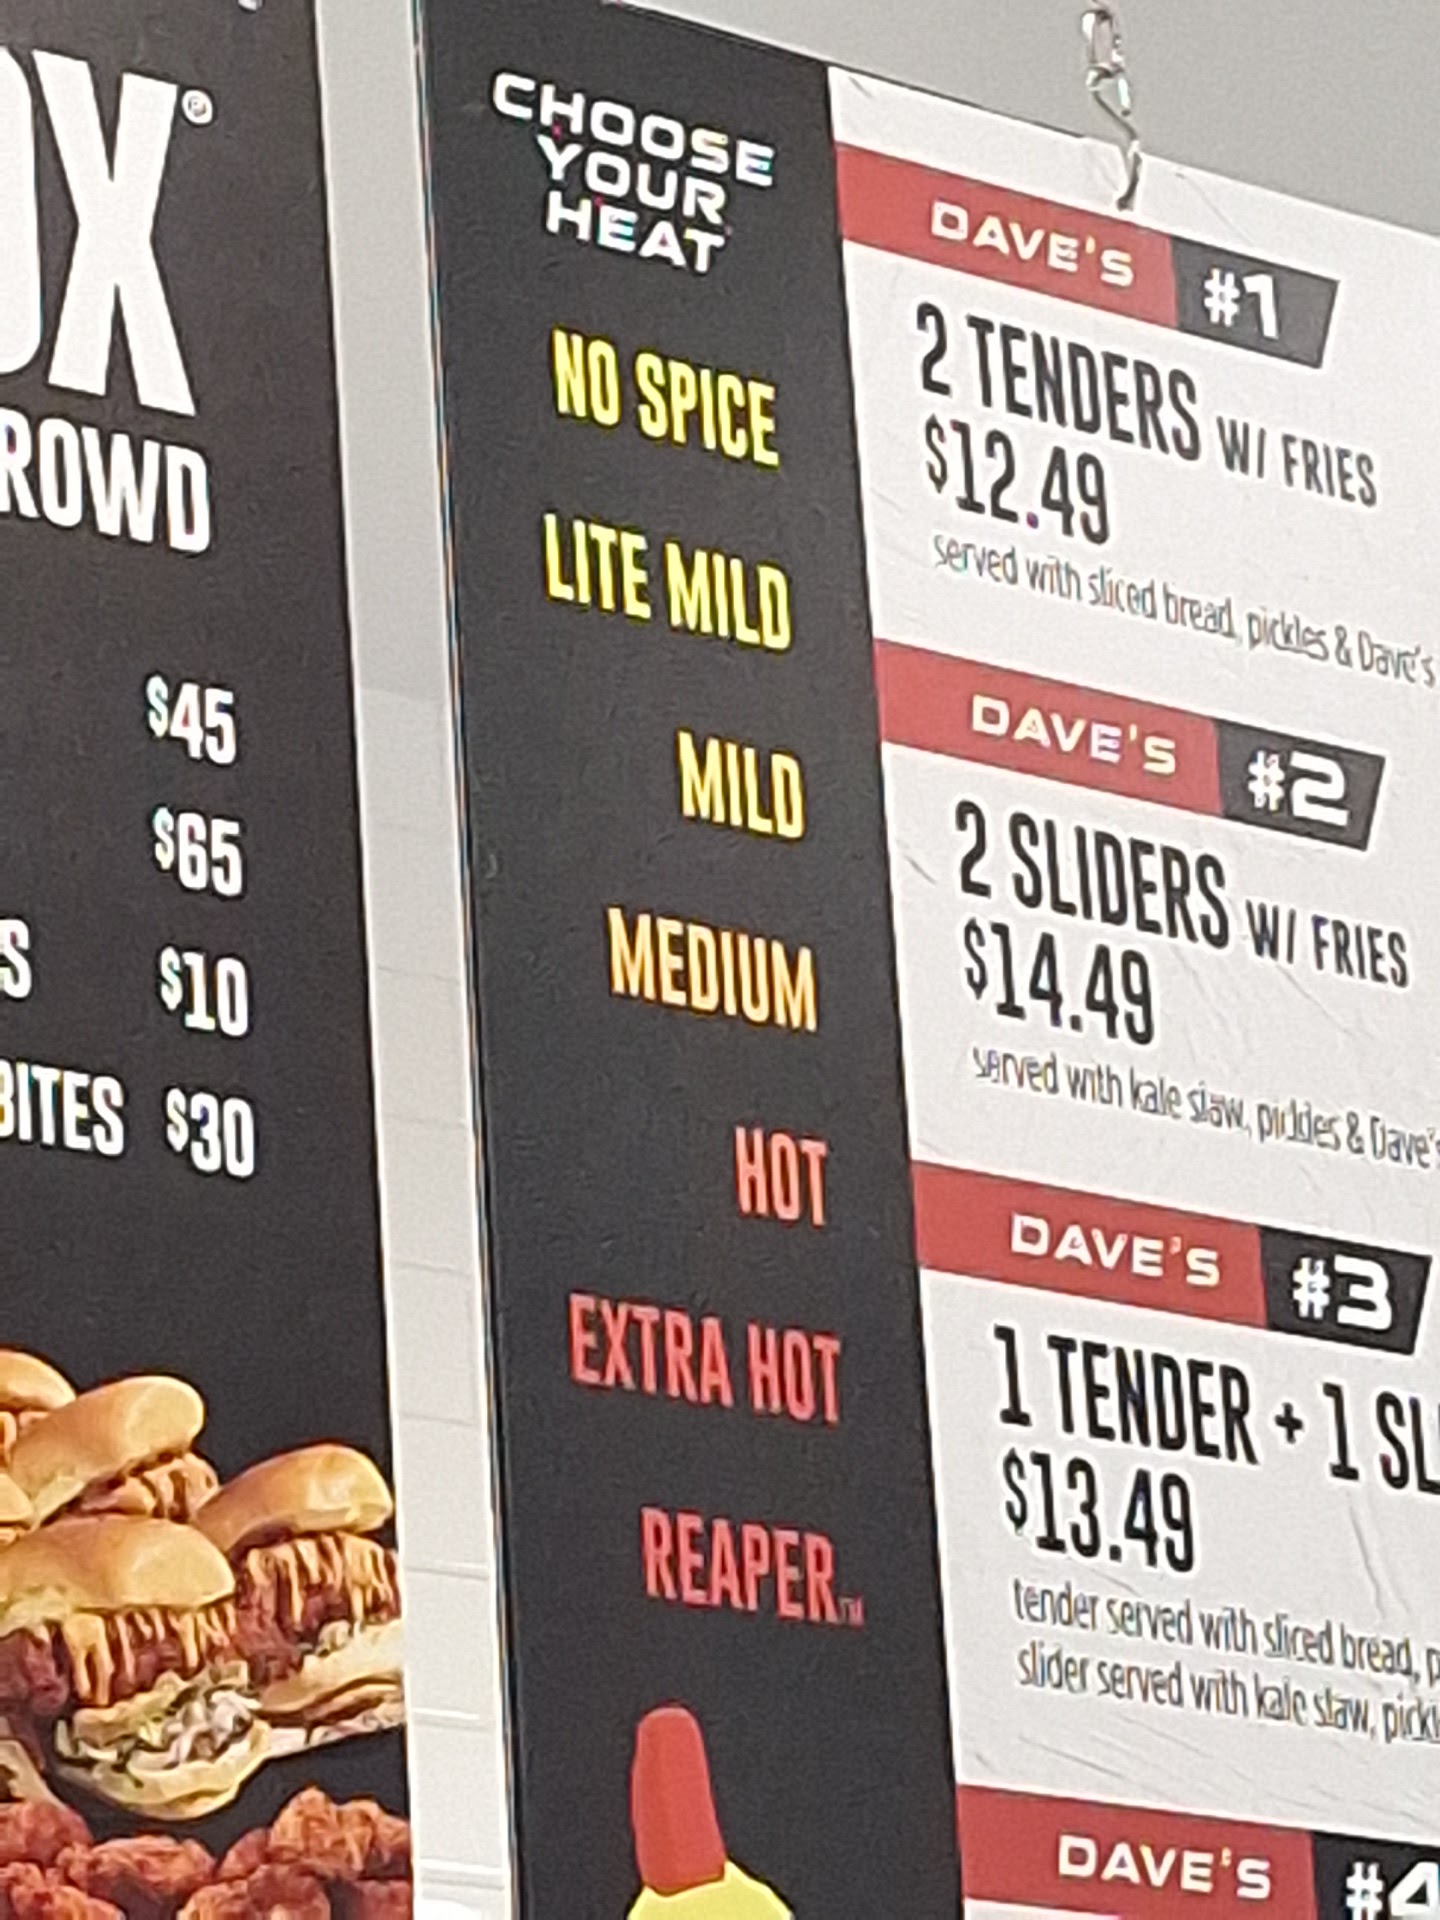 OX®
ROWD
$45
$65
S $10
BITES $30
CHOOSE
YOUR
HEAT
NO SPICE
LITE MILD
MILD
MEDIUM
HOT
EXTRA HOT
REAPER™
DAVE'S #1
2 TENDERS W/ FRIES
$12.49
served with sliced bread, pickles & Dave's
DAVE'S #2
2 SLIDERS W/ FRIES
$14.49
served with kale slaw, pickles & Dave's
DAVE'S #3
1 TENDER + 1 SL
$13.49
tender served with sliced bread, p
slider served with kale slaw, pickl
DAVE'S #4